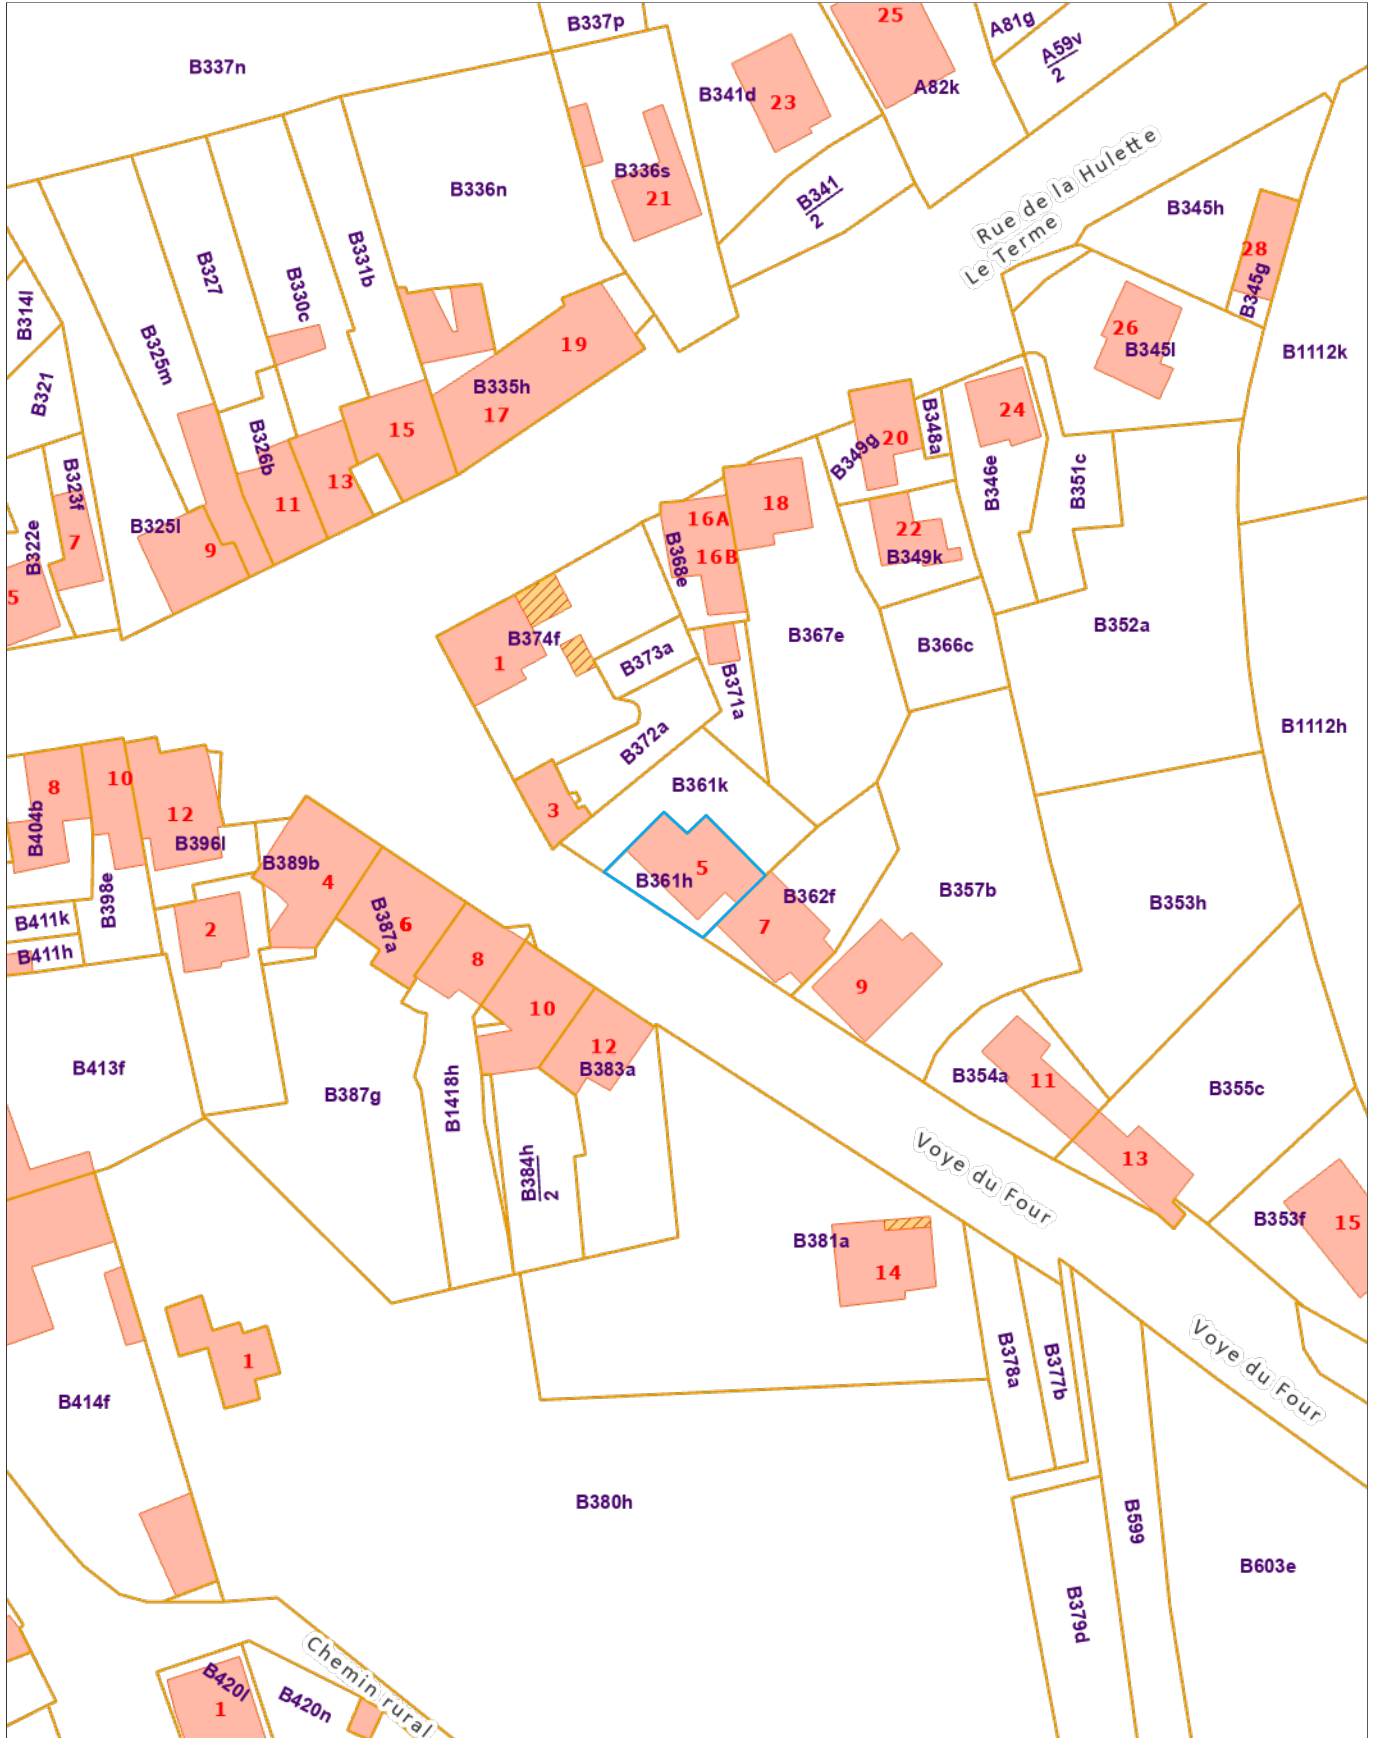 B337p
25
A81g
A59v
2
B337n
A82k
B341d
23
B336s
21
B336n
B341
2
Rue de la Hulette
Le Terme
B345h
28
B345g
B327
B330c
B331b
B314l
B325m
B321
19
B335h
17
15
26
B345l
B1112k
B326b
13
11
B323f
7
B322e
5
B325l
9
24
20
B349g
B348a
B346e
B351c
18
16A
16B
B368e
22
B349k
B374f
1
B373a
B371a
B372a
B367e
B366c
B352a
B1112h
8
10
12
B404b
B396l
B398e
B411k
B411h
2
B389b
4
6
B387a
8
10
12
B383a
3
B361k
5
B361h
7
B362f
B357b
B353h
9
B413f
B387g
B1418h
B384h
2
B354a
11
B355c
13
Voye du Four
B353f
15
B381a
14
B378a
B377b
Voye du Four
1
B414f
B380h
B599
B603e
B379d
Chemin rural
B420l
1
B420n